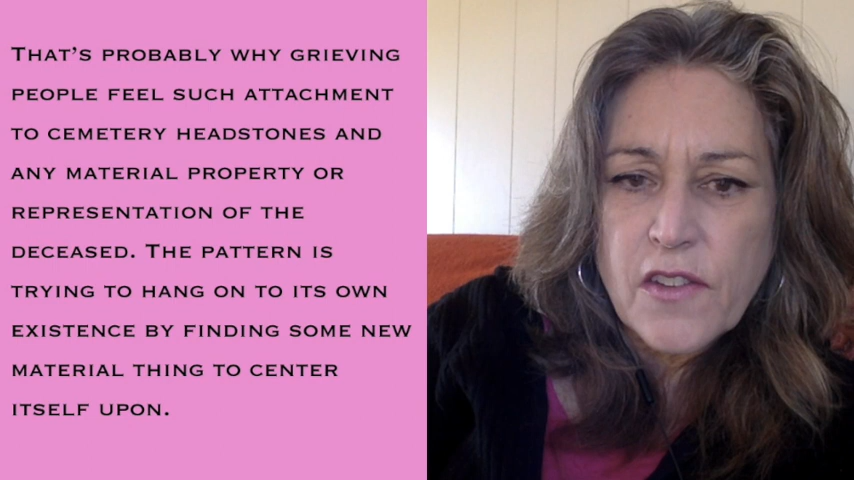 That's probably why grieving
people feel such attachment
to cemetery headstones and
any material property or
representation of the
deceased. The pattern is
trying to hang on to its own
existence by finding some new
material thing to center
itself upon.